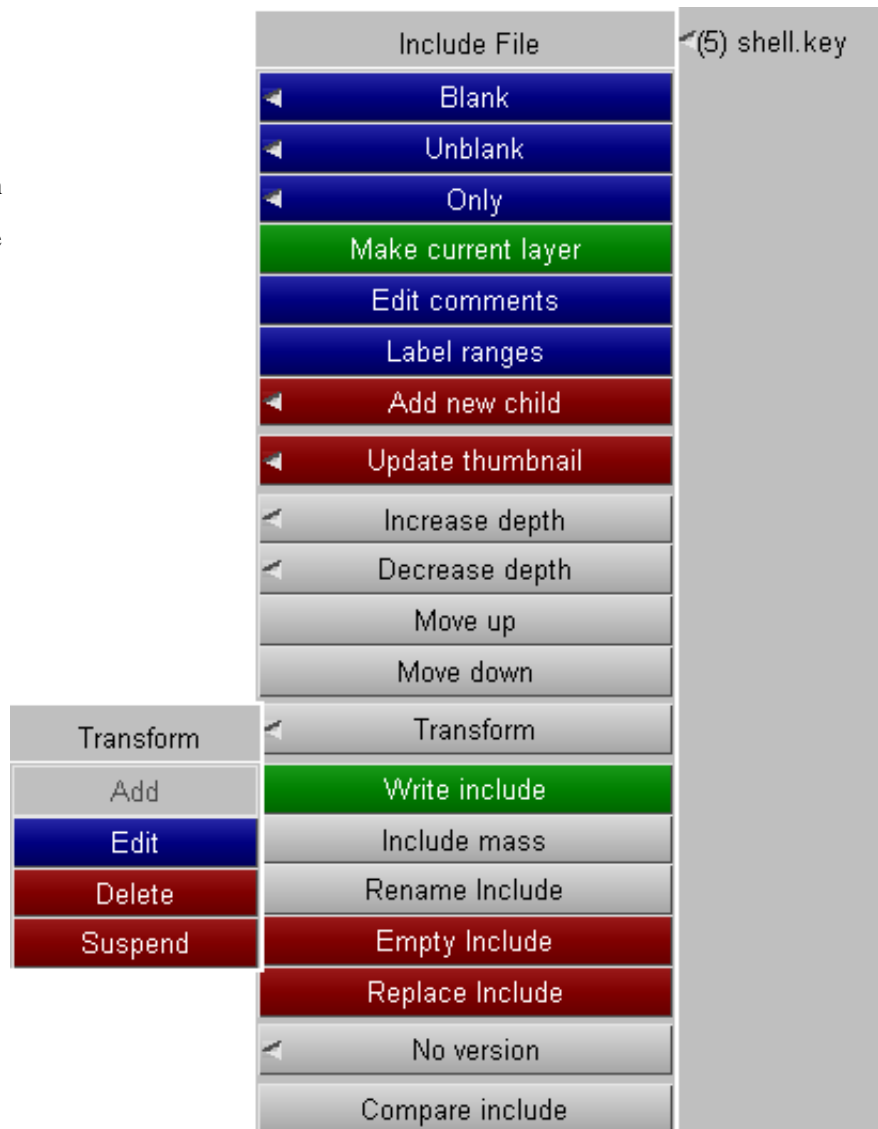 Include File
(5) shell.key
Blank
Unblank
Only
Make current layer
Edit comments
Label ranges
Add new child
Update thumbnail
Increase depth
Decrease depth
Move up
Move down
Transform
Write include
Include mass
Rename Include
Empty Include
Replace Include
No version
Compare include
Transform
Add
Edit
Delete
Suspend